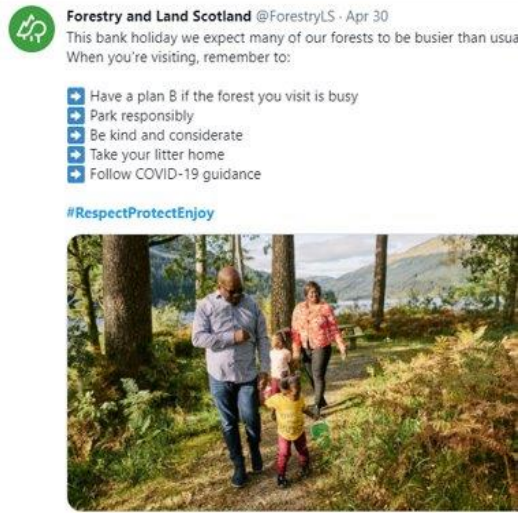 Forestry and Land Scotland @ForestryLS · Apr 30
This bank holiday we expect many of our forests to be busier than usua
When you're visiting, remember to:
➡ Have a plan B if the forest you visit is busy
➡ Park responsibly
➡ Be kind and considerate
➡ Take your litter home
➡ Follow COVID-19 guidance
#RespectProtectEnjoy